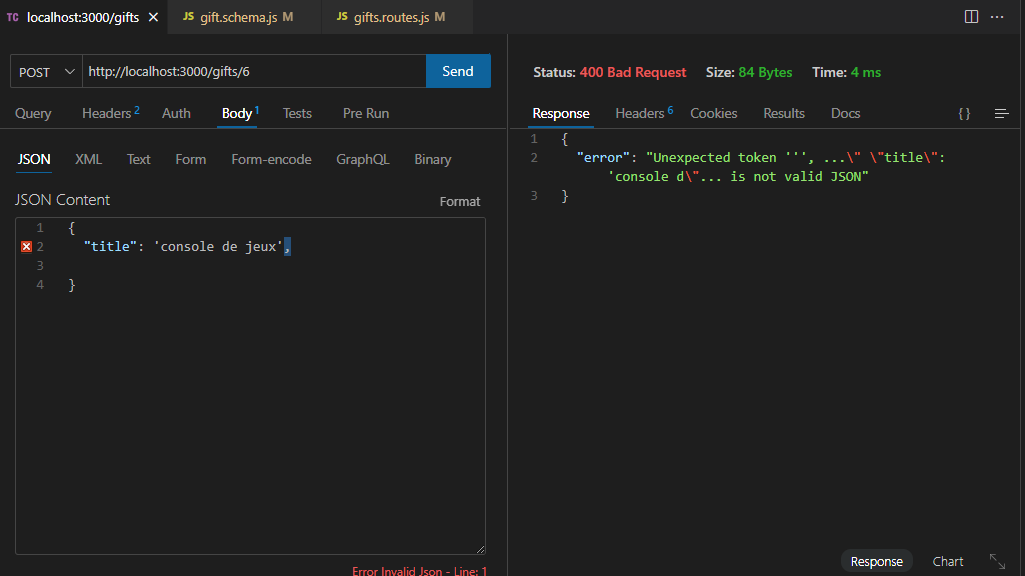 TC localhost:3000/gifts × JS gift.schema.js M JS gifts.routes.js M ...
POST http://localhost:3000/gifts/6 Send
Status: 400 Bad Request Size: 84 Bytes Time: 4 ms
Query Headers 2 Auth Body 1 Tests Pre Run
Response Headers 6 Cookies Results Docs {}
JSON XML Text Form Form-encode GraphQL Binary
JSON Content Format
1 {
2 "title": 'console de jeux',
3
4 }
Error Invalid Json - Line: 1
1 {
2 "error": "Unexpected token ''', ...\" \"title\":
'console d\"... is not valid JSON"
3 }
Response Chart